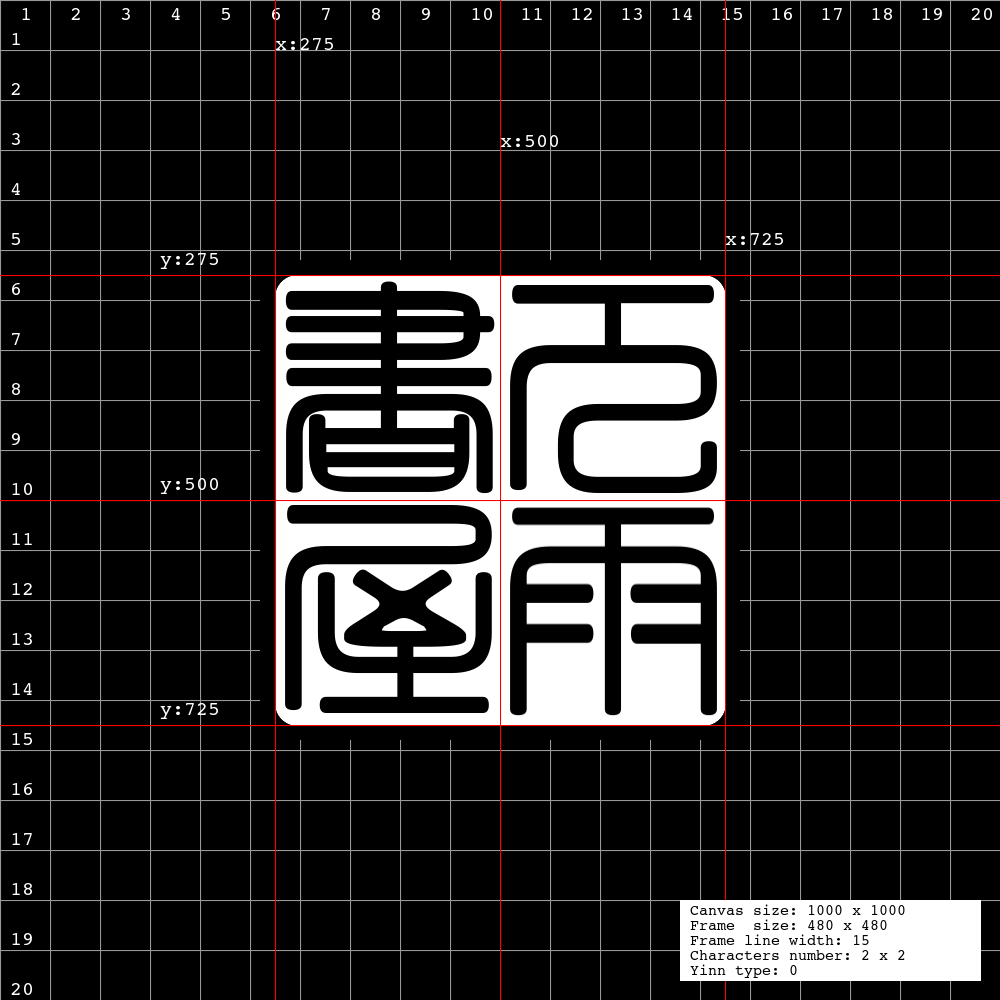 1 2 3 4 5 6 7 8 9 10 11 12 13 14 15 16 17 18 19 20
1
x:275
2
3
x:500
4
5
x:725
y:275
6
7
8
9
10
y:500
11
12
13
14
y:725
15
16
17
18
19
20
雨
書屋
Canvas size: 1000 x 1000
Frame  size: 480 x 480
Frame line width: 15
Characters number: 2 x 2
Yinn type: 0